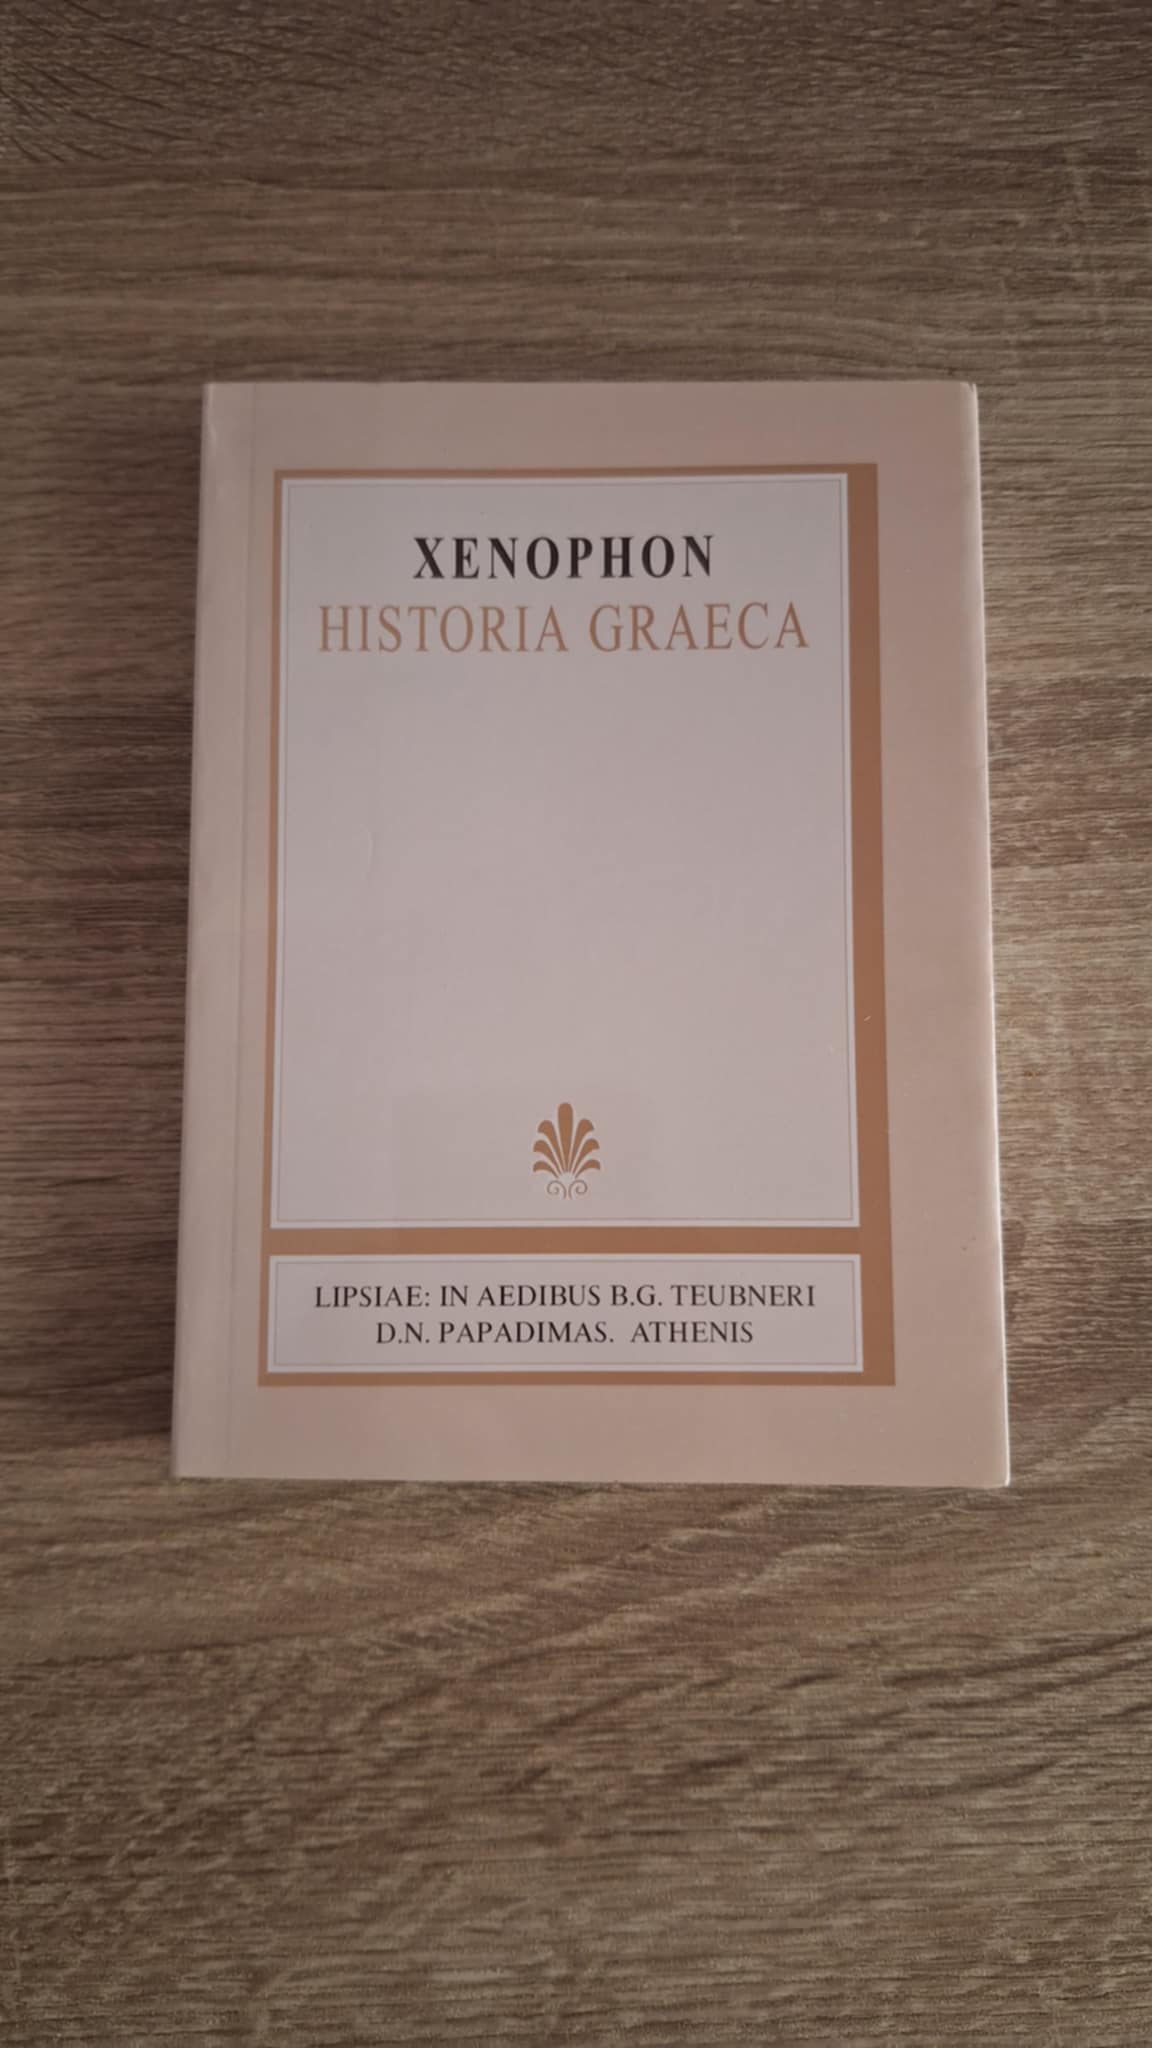 XENOPHON
HISTORIA GRAECA
LIPSIAE: IN AEDIBUS B.G. TEUBNERI
D.N. PAPADIMAS. ATHENIS